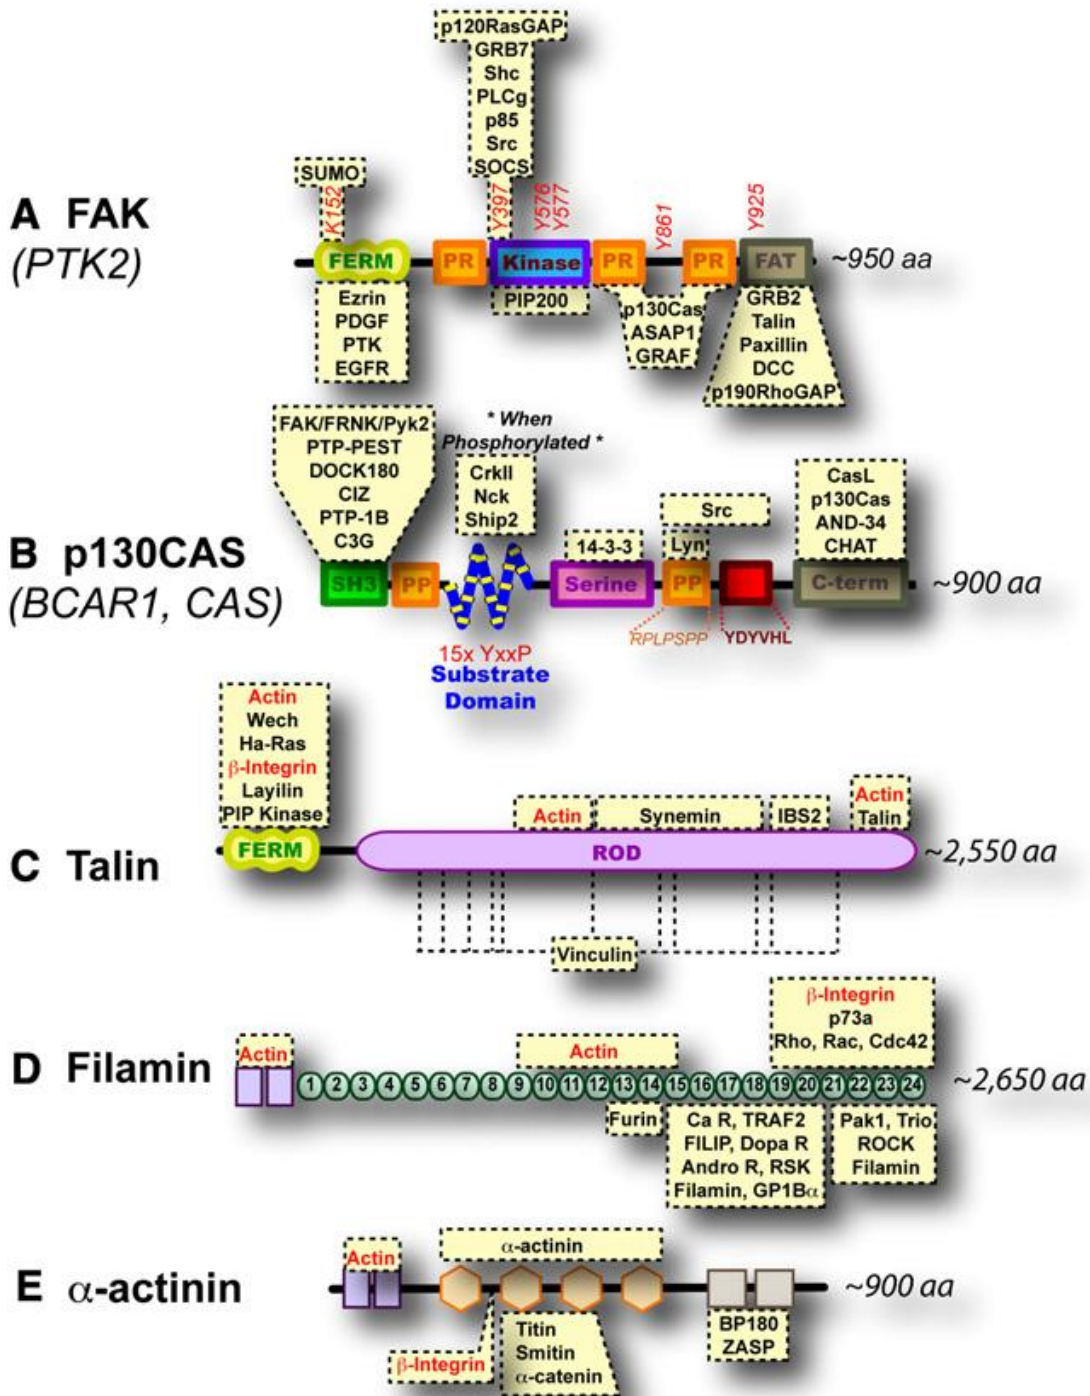 p120RasGAP
GRB7
Shc
PLCg
p85
Src
SOCS
SUMO
K152
Y397
Y576
Y577
Y861
Y925
A FAK
(PTK2)
FERM
PR
Kinase
PR
PR
FAT
~950 aa
Ezrin
PDGF
PTK
EGFR
PIP200
p130Cas
ASAP1
GRAF
GRB2
Talin
Paxillin
DCC
p190RhoGAP
FAK/FRNK/Pyk2
PTP-PEST
DOCK180
CIZ
PTP-1B
C3G
* When
Phosphorylated *
CrkII
Nck
Ship2
14-3-3
Src
Lyn
CasL
p130Cas
AND-34
CHAT
B p130CAS
(BCAR1, CAS)
SH3
PP
Serine
PP
C-term
~900 aa
RPLPSPP
YDYVHL
15x YxxP
Substrate
Domain
Actin
Wech
Ha-Ras
β-Integrin
Layilin
PIP Kinase
Actin
Synemin
IBS2
Actin
Talin
C Talin
FERM
ROD
~2,550 aa
Vinculin
β-Integrin
p73a
Rho, Rac, Cdc42
Actin
Actin
D Filamin
1 2 3 4 5 6 7 8 9 10 11 12 13 14 15 16 17 18 19 20 21 22 23 24
~2,650 aa
Furin
Ca R, TRAF2
FILIP, Dopa R
Andro R, RSK
Filamin, GP1Bα
Pak1, Trio
ROCK
Filamin
Actin
α-actinin
E α-actinin
~900 aa
β-Integrin
Titin
Smitin
α-catenin
BP180
ZASP